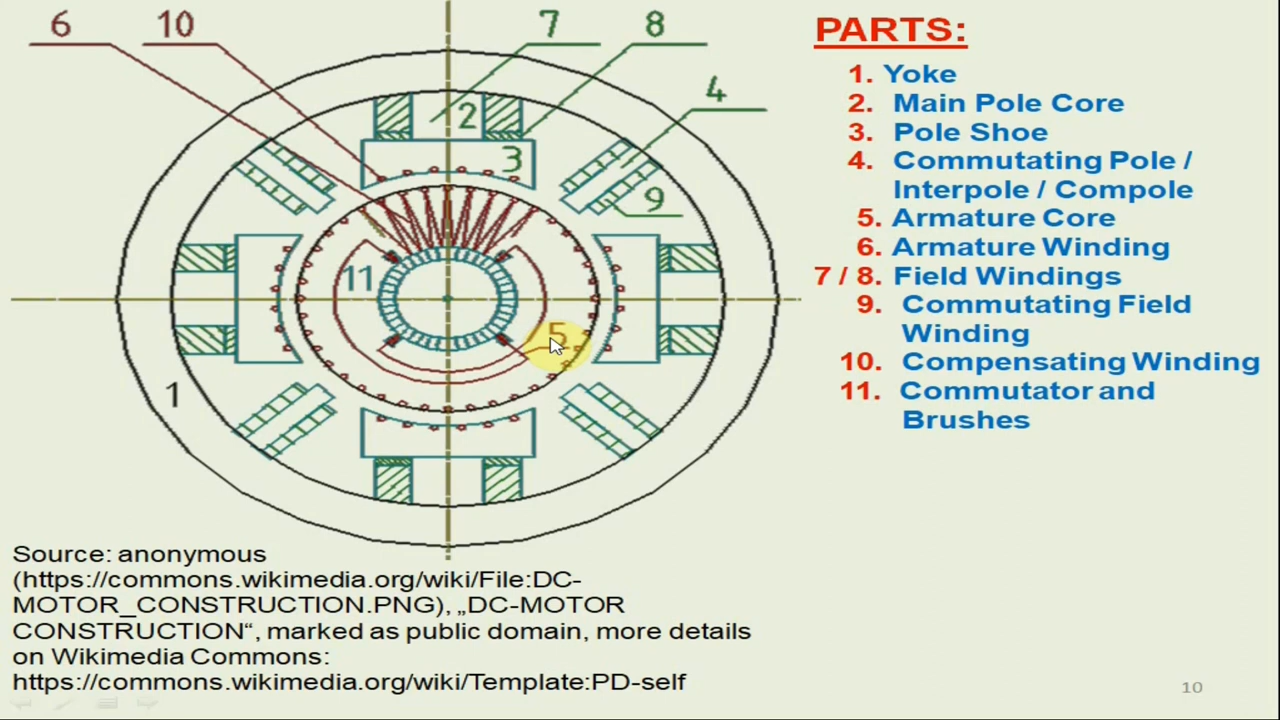 6
10
7
8
4
2
3
9
11
5
1
PARTS:
1. Yoke
2. Main Pole Core
3. Pole Shoe
4. Commutating Pole /
Interpole / Compole
5. Armature Core
6. Armature Winding
7 / 8. Field Windings
9. Commutating Field
Winding
10. Compensating Winding
11. Commutator and
Brushes
Source: anonymous
(https://commons.wikimedia.org/wiki/File:DC-
MOTOR_CONSTRUCTION.PNG), „DC-MOTOR
CONSTRUCTION“, marked as public domain, more details
on Wikimedia Commons:
https://commons.wikimedia.org/wiki/Template:PD-self
10